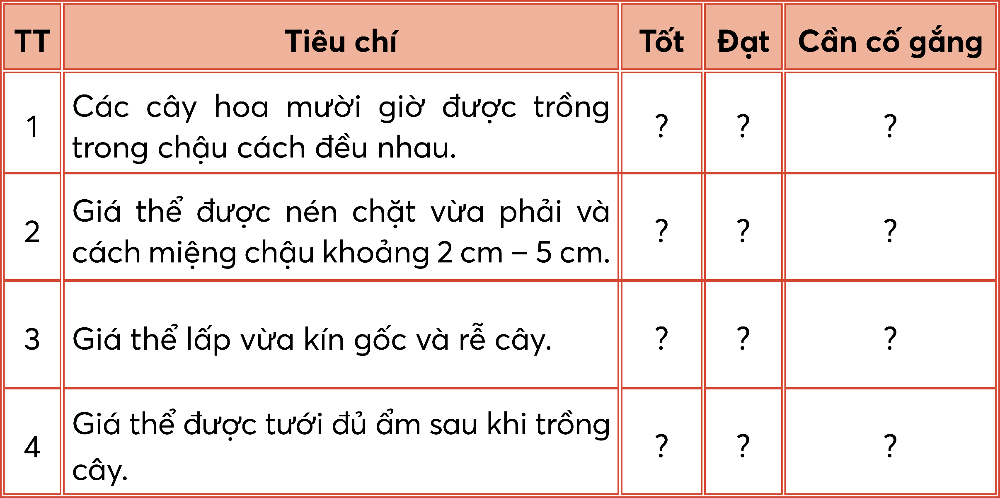 TT Tiêu chí Tốt Đạt Cần cố gắng
1 Các cây hoa mười giờ được trồng ? ? ?
trong chậu cách đều nhau.
2 Giá thể được nén chặt vừa phải và ? ? ?
cách miệng chậu khoảng 2 cm – 5 cm.
3 Giá thể lấp vừa kín gốc và rễ cây. ? ? ?
4 Giá thể được tưới đủ ẩm sau khi trồng ? ? ?
cây.